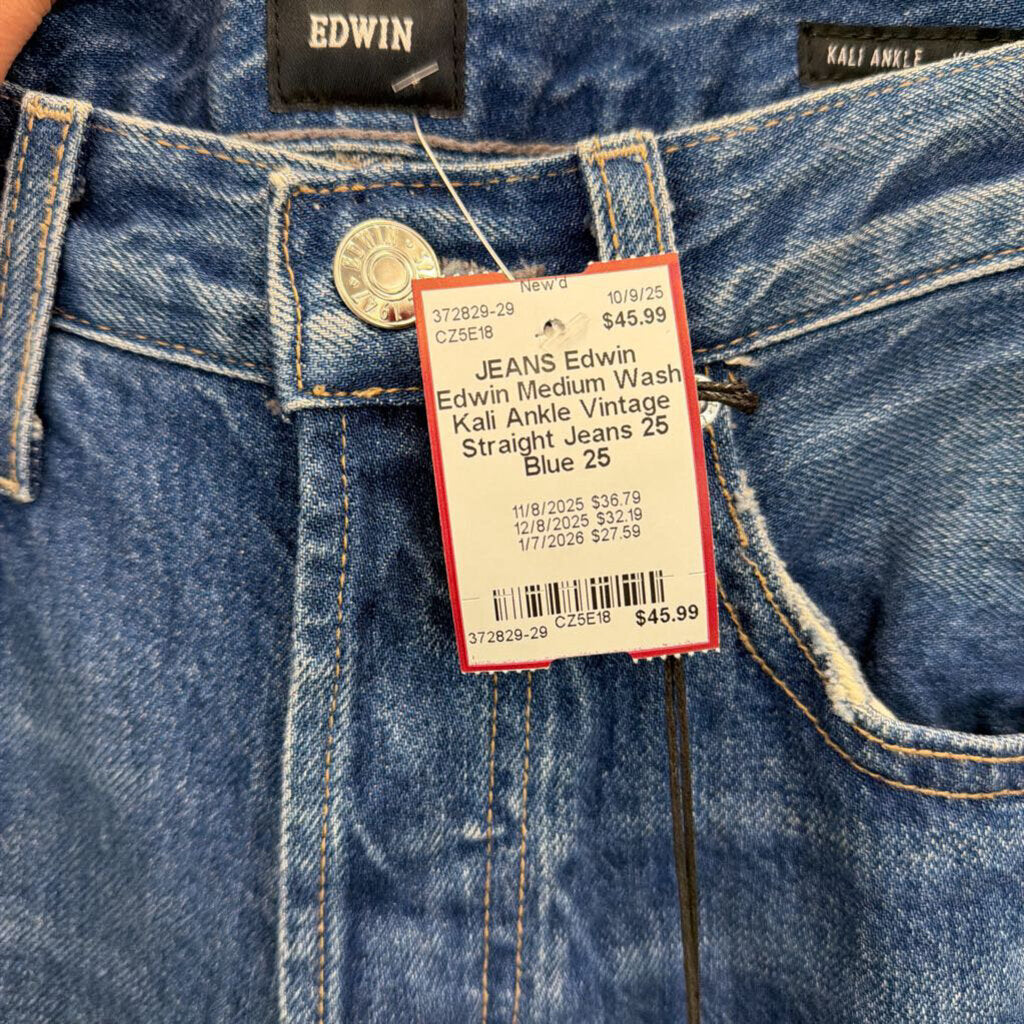 EDWIN
KALI ANKLE
EDWIN
1947
New'd
372829-29
10/9/25
CZ5E18
$45.99
JEANS Edwin
Edwin Medium Wash
Kali Ankle Vintage
Straight Jeans 25
Blue 25
11/8/2025 $36.79
12/8/2025 $32.19
1/7/2026 $27.59
372829-29
CZ5E18
$45.99